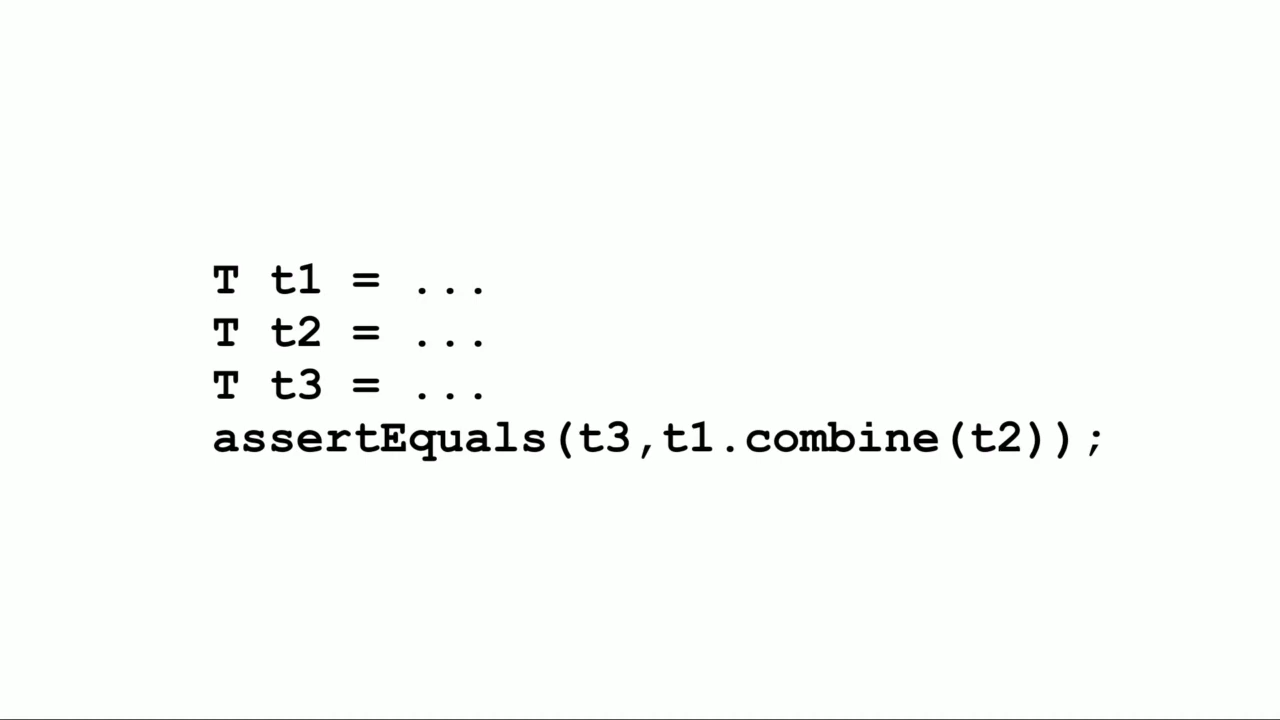 T t1 = ...
T t2 = ...
T t3 = ...
assertEquals(t3,t1.combine(t2));